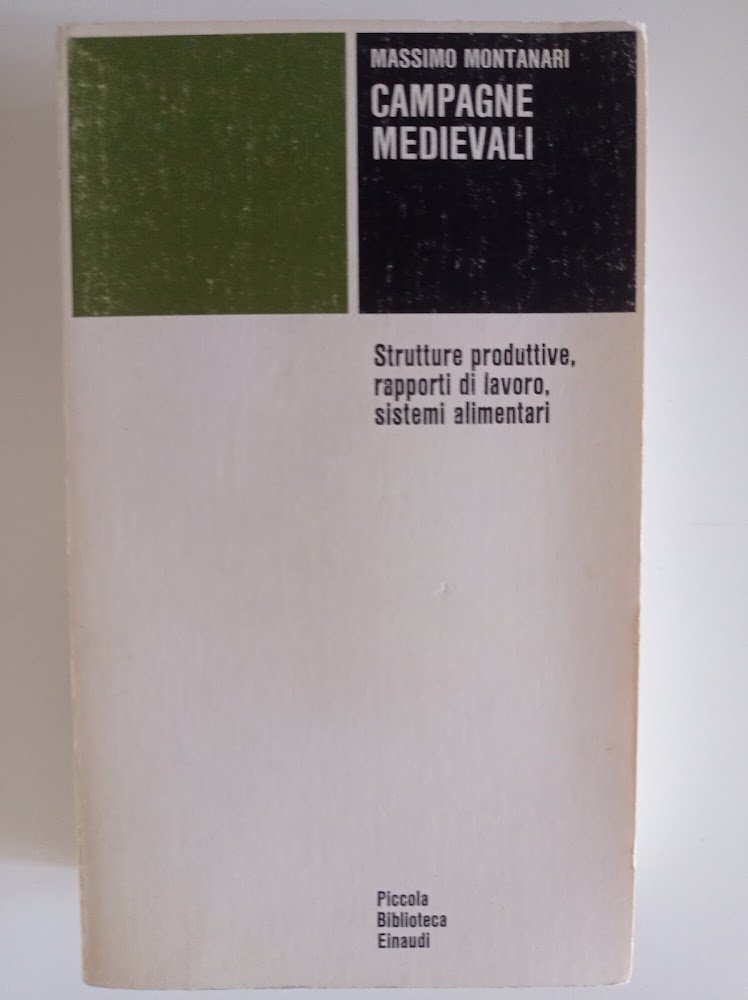 MASSIMO MONTANARI
CAMPAGNE
MEDIEVALI
Strutture produttive,
rapporti di lavoro,
sistemi alimentari
Piccola
Biblioteca
Einaudi